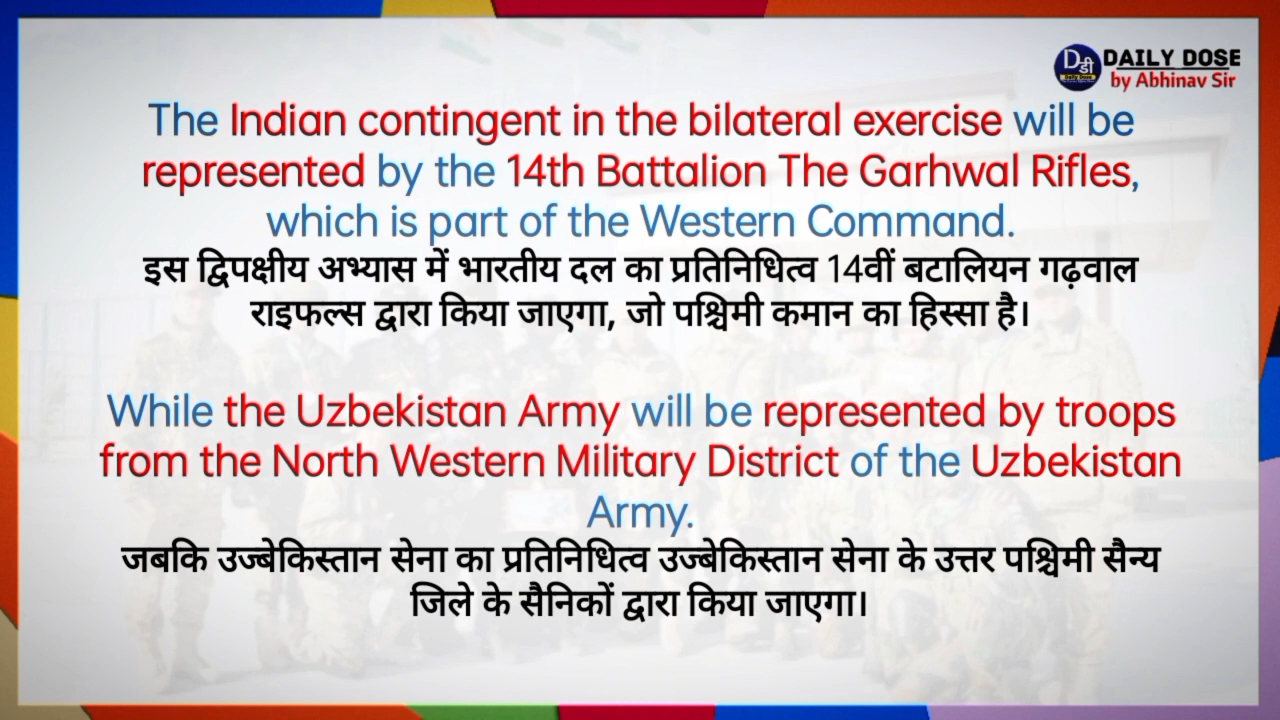 DAILY DOSE
by Abhinav Sir
The Indian contingent in the bilateral exercise will be
represented by the 14th Battalion The Garhwal Rifles,
which is part of the Western Command.
इस द्विपक्षीय अभ्यास में भारतीय दल का प्रतिनिधित्व 14वीं बटालियन गढ़वाल
राइफल्स द्वारा किया जाएगा, जो पश्चिमी कमान का हिस्सा है।
While the Uzbekistan Army will be represented by troops
from the North Western Military District of the Uzbekistan
Army.
जबकि उज्बेकिस्तान सेना का प्रतिनिधित्व उज्बेकिस्तान सेना के उत्तर पश्चिमी सैन्य
जिले के सैनिकों द्वारा किया जाएगा।